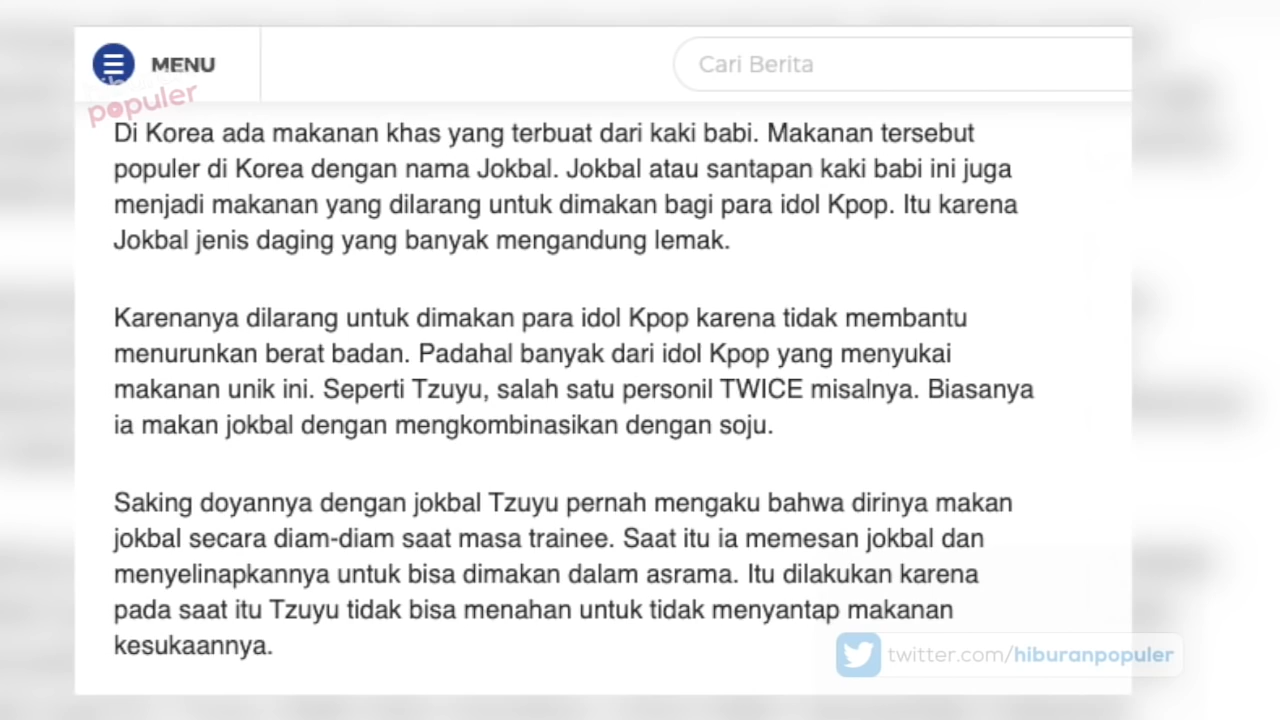 MENU
Cari Berita
populer
Di Korea ada makanan khas yang terbuat dari kaki babi. Makanan tersebut
populer di Korea dengan nama Jokbal. Jokbal atau santapan kaki babi ini juga
menjadi makanan yang dilarang untuk dimakan bagi para idol Kpop. Itu karena
Jokbal jenis daging yang banyak mengandung lemak.
Karenanya dilarang untuk dimakan para idol Kpop karena tidak membantu
menurunkan berat badan. Padahal banyak dari idol Kpop yang menyukai
makanan unik ini. Seperti Tzuyu, salah satu personil TWICE misalnya. Biasanya
ia makan jokbal dengan mengkombinasikan dengan soju.
Saking doyannya dengan jokbal Tzuyu pernah mengaku bahwa dirinya makan
jokbal secara diam-diam saat masa trainee. Saat itu ia memesan jokbal dan
menyelinapkannya untuk bisa dimakan dalam asrama. Itu dilakukan karena
pada saat itu Tzuyu tidak bisa menahan untuk tidak menyantap makanan
kesukaannya.
twitter.com/hiburanpopuler